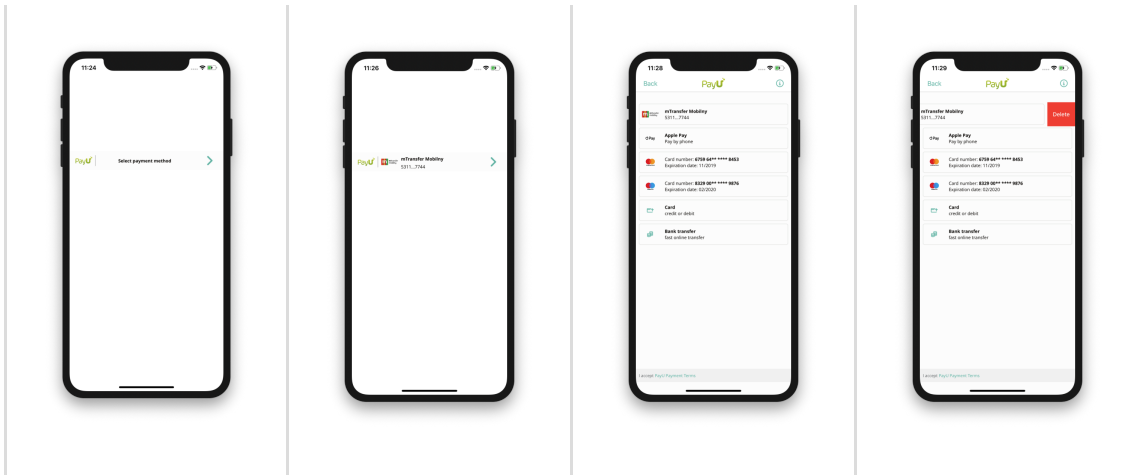 11:24
PayU
Select payment method
11:26
PayU
mTransfer Mobilny
5311...7744
11:28
Back
PayU
mTransfer Mobilny
5311...7744
Pay
Apple Pay
Pay by phone
Card number: 6759 64** **** 8453
Expiration date: 11/2019
Card number: 8329 00** **** 9876
Expiration date: 02/2020
Card
credit or debit
Bank transfer
fast online transfer
I accept PayU Payment Terms
11:29
Back
PayU
mTransfer Mobilny
5311...7744
Delete
Pay
Apple Pay
Pay by phone
Card number: 6759 64** **** 8453
Expiration date: 11/2019
Card number: 8329 00** **** 9876
Expiration date: 02/2020
Card
credit or debit
Bank transfer
fast online transfer
I accept PayU Payment Terms